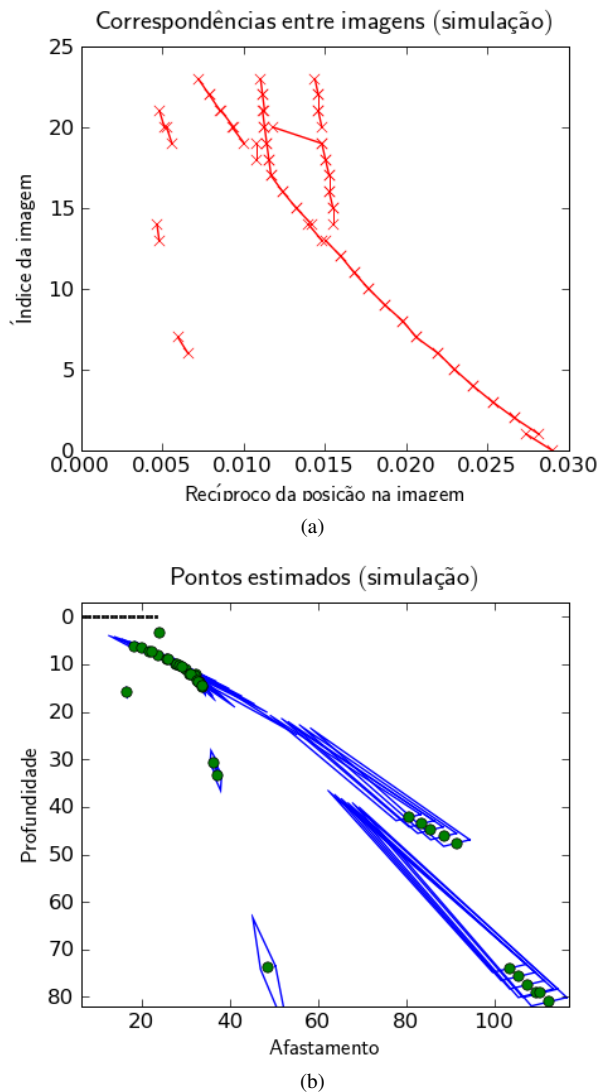 Correspondências entre imagens (simulação)
25
20
15
10
5
0
Índice da imagem
0.000 0.005 0.010 0.015 0.020 0.025 0.030
Recíproco da posicão na imagem
(a)
Pontos estimados (simulação)
0
10
20
30
40
50
60
70
80
Profundidade
20 40 60 80 100
Afastamento
(b)